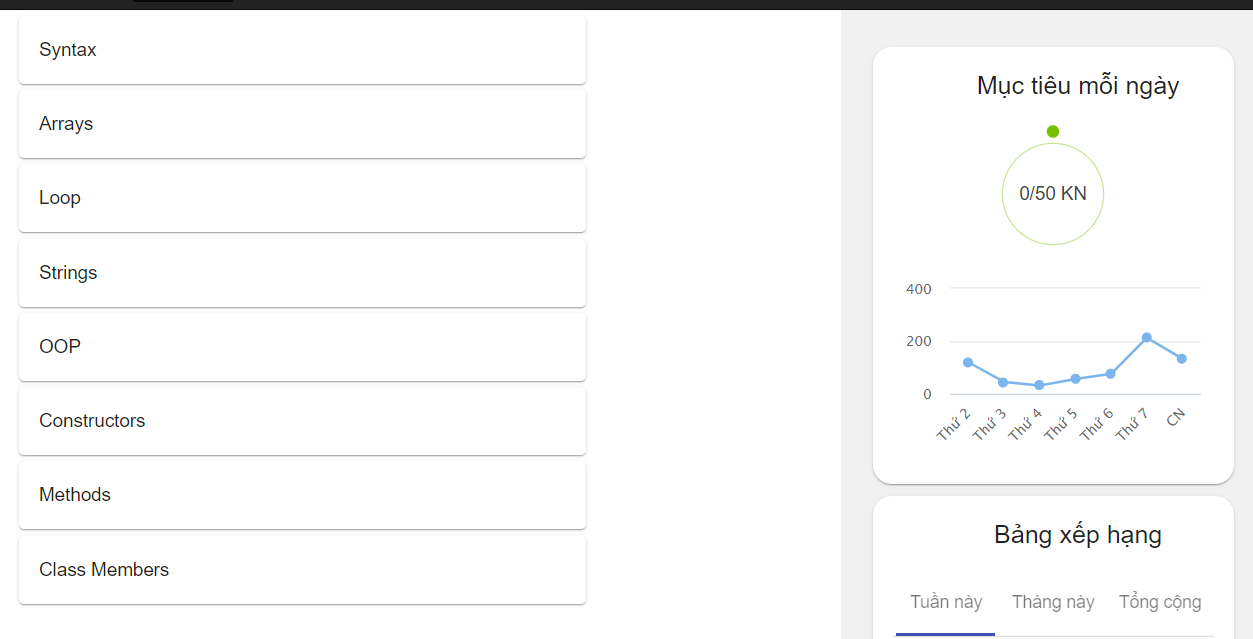 Syntax
Arrays
Loop
Strings
OOP
Constructors
Methods
Class Members
Mục tiêu mỗi ngày
0/50 KN
400
200
0
Thứ 2 Thứ 3 Thứ 4 Thứ 5 Thứ 6 Thứ 7 CN
Bảng xếp hạng
Tuần này Tháng này Tổng cộng